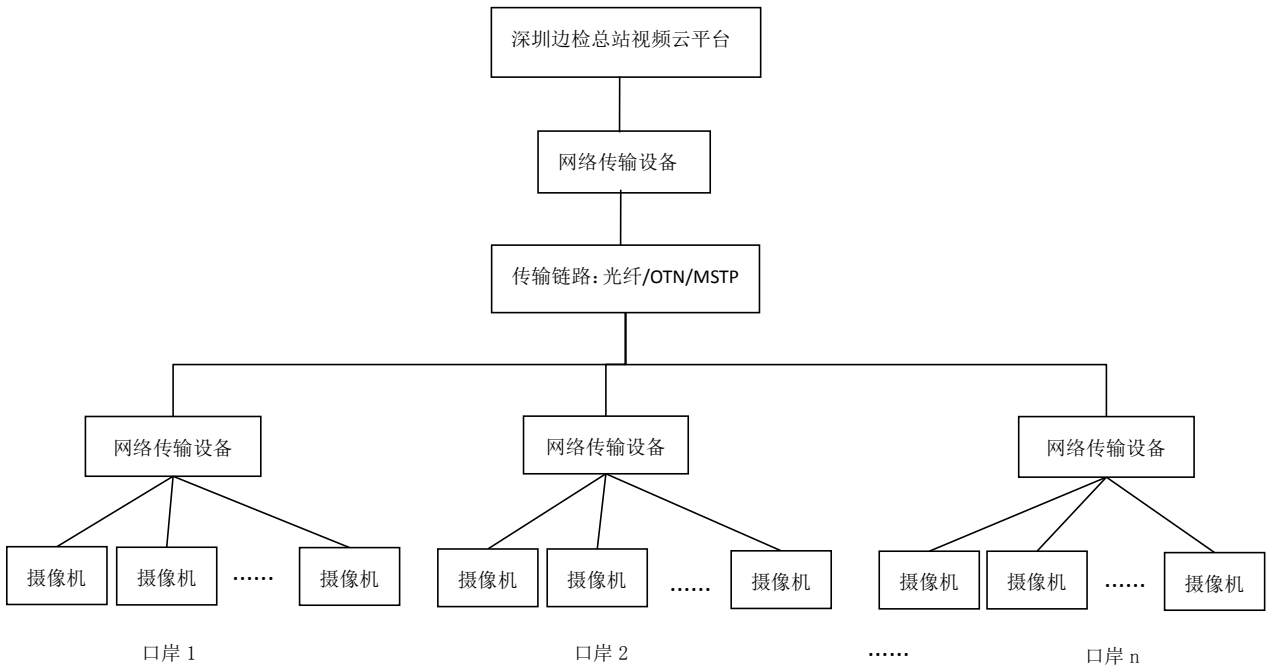 深圳边检总站视频云平台
网络传输设备
传输链路：光纤/OTN/MSTP
网络传输设备
网络传输设备
网络传输设备
摄像机 摄像机 …… 摄像机
摄像机 摄像机 …… 摄像机
摄像机 摄像机 …… 摄像机
口岸 1
口岸 2
……
口岸 n